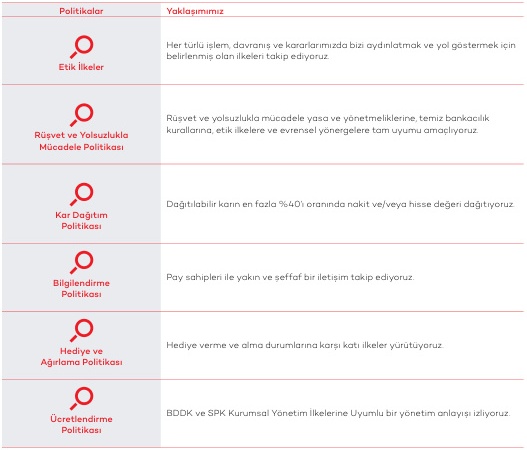 Politikalar
Yaklaşımımız
Etik İlkeler
Her türlü işlem, davranış ve kararlarımızda bizi aydınlatmak ve yol göstermek için
belirlenmiş olan ilkeleri takip ediyoruz.
Rüşvet ve Yolsuzlukla
Mücadele Politikası
Rüşvet ve yolsuzlukla mücadele yasa ve yönetmeliklerine, temiz bankacılık
kurallarına, etik ilkelere ve evrensel yönergelere tam uyumu amaçlıyoruz.
Kar Dağıtım
Politikası
Dağıtılabilir karın en fazla %40'ı oranında nakit ve/veya hisse değeri dağıtıyoruz.
Bilgilendirme
Politikası
Pay sahipleri ile yakın ve şeffaf bir iletişim takip ediyoruz.
Hediye ve
Ağırlama Politikası
Hediye verme ve alma durumlarına karşı katı ilkeler yürütüyoruz.
Ücretlendirme
Politikası
BDDK ve SPK Kurumsal Yönetim İlkelerine Uyumlu bir yönetim anlayışı izliyoruz.